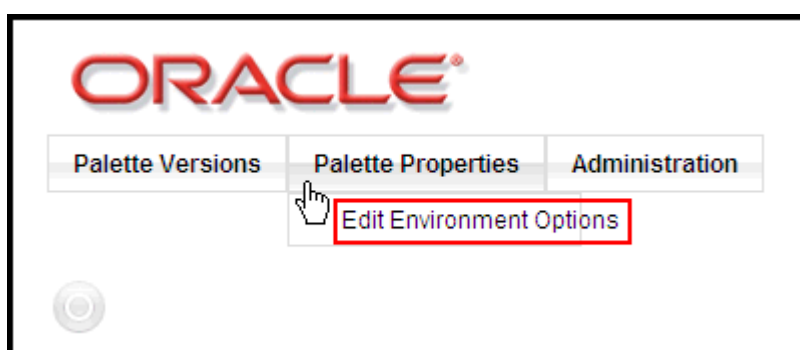 ORACLE®
Palette Versions Palette Properties Administration
Edit Environment Options